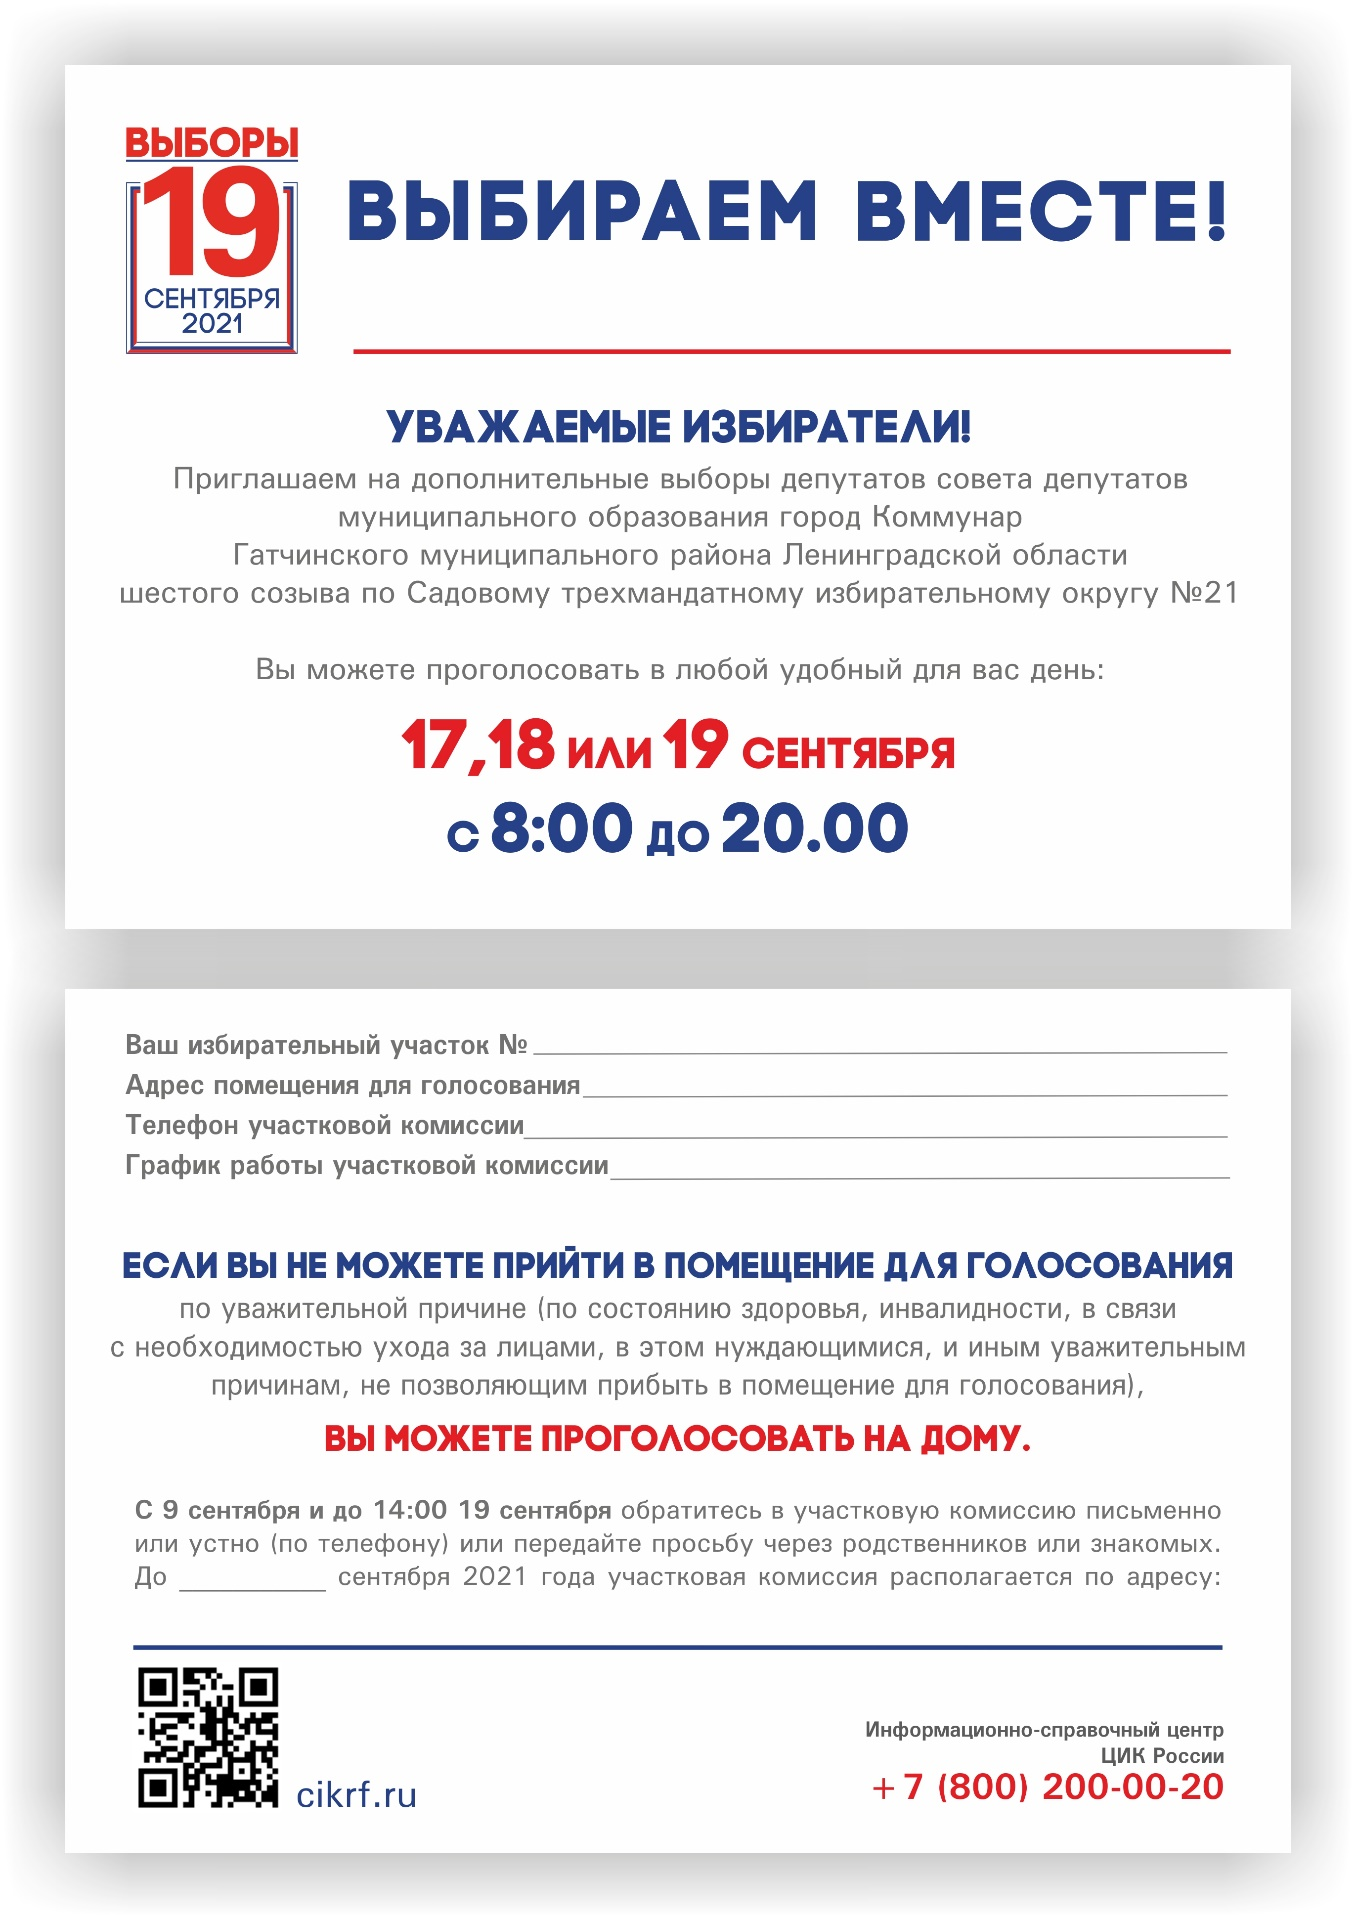 ВЫБОРЫ
19
СЕНТЯБРЯ
2021
ВЫБИРАЕМ ВМЕСТЕ!
УВАЖАЕМЫЕ ИЗБИРАТЕЛИ!
Приглашаем на дополнительные выборы депутатов совета депутатов
муниципального образования город Коммунар
Гатчинского муниципального района Ленинградской области
шестого созыва по Садовому трехмандатному избирательному округу №21
Вы можете проголосовать в любой удобный для вас день:
17,18 ИЛИ 19 СЕНТЯБРЯ
С 8:00 ДО 20.00
Ваш избирательный участок № ____
Адрес помещения для голосования____
Телефон участковой комиссии____
График работы участковой комиссии____
ЕСЛИ ВЫ НЕ МОЖЕТЕ ПРИЙТИ В ПОМЕЩЕНИЕ ДЛЯ ГОЛОСОВАНИЯ
по уважительной причине (по состоянию здоровья, инвалидности, в связи
с необходимостью ухода за лицами, в этом нуждающимися, и иным уважительным
причинам, не позволяющим прибыть в помещение для голосования),
ВЫ МОЖЕТЕ ПРОГОЛОСОВАТЬ НА ДОМУ.
С 9 сентября и до 14:00 19 сентября обратитесь в участковую комиссию письменно
или устно (по телефону) или передайте просьбу через родственников или знакомых.
До ____ сентября 2021 года участковая комиссия располагается по адресу:
cikrf.ru
Информационно-справочный центр
ЦИК России
+7 (800) 200-00-20